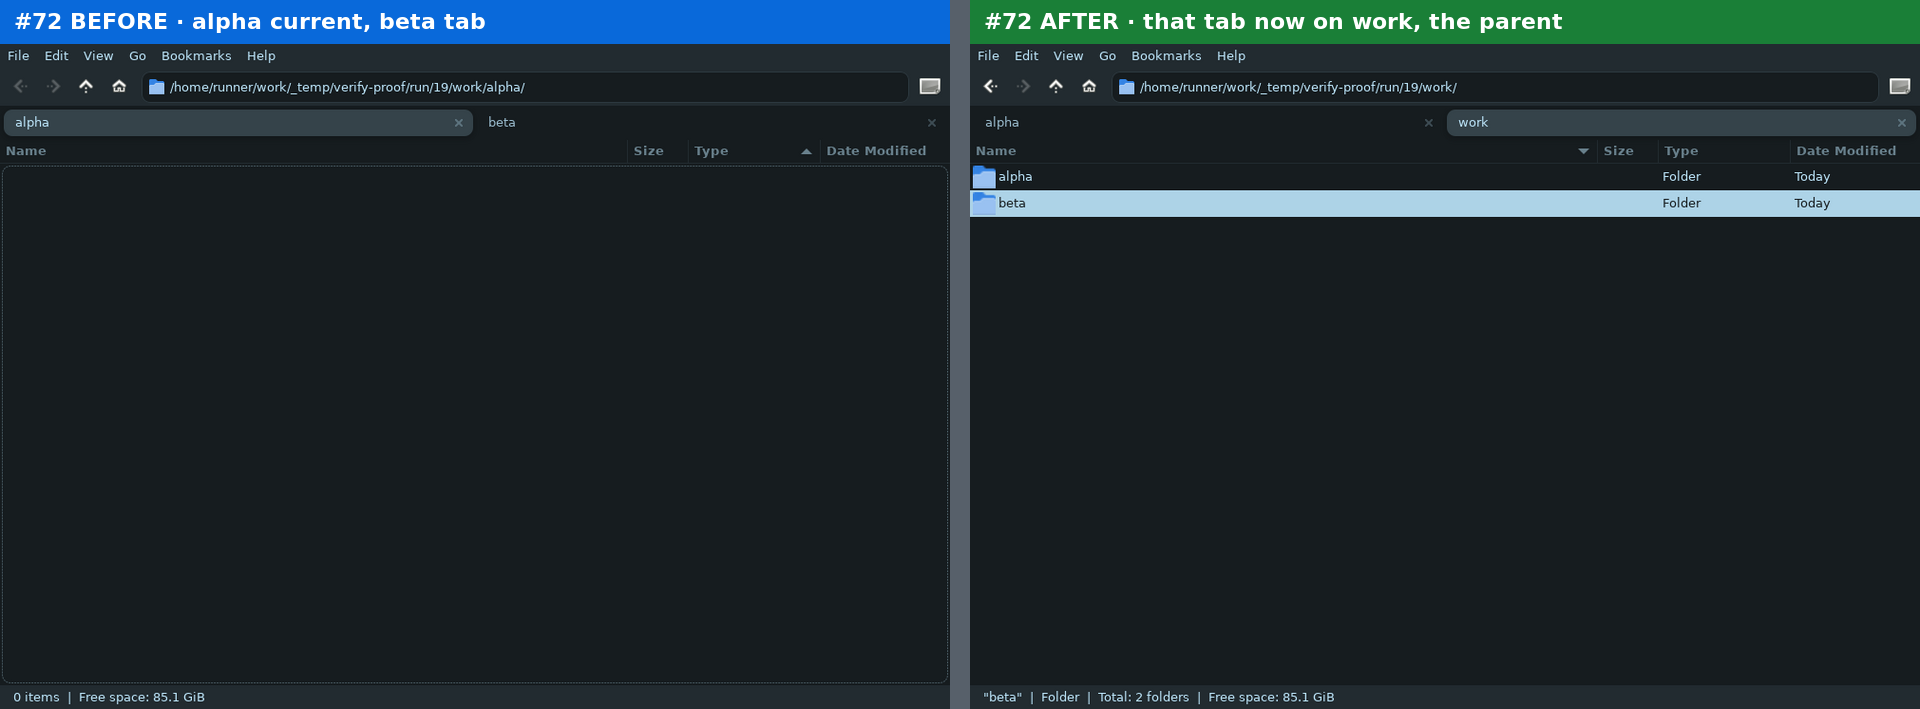 #72 BEFORE · alpha current, beta tab
File Edit View Go Bookmarks Help
/home/runner/work/_temp/verify-proof/run/19/work/alpha/
alpha beta
Name Size Type Date Modified
0 items | Free space: 85.1 GiB
#72 AFTER · that tab now on work, the parent
File Edit View Go Bookmarks Help
/home/runner/work/_temp/verify-proof/run/19/work/
alpha work
Name Size Type Date Modified
alpha Folder Today
beta Folder Today
"beta" | Folder | Total: 2 folders | Free space: 85.1 GiB